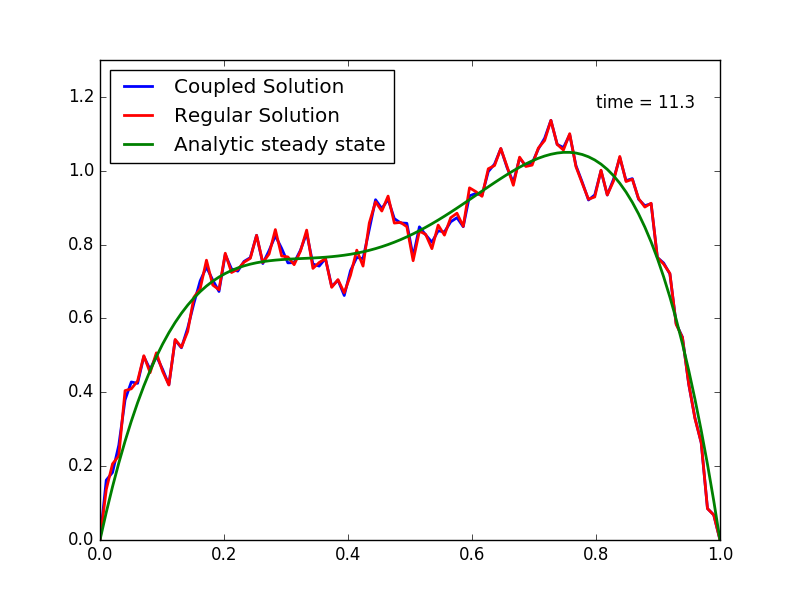 Coupled Solution
Regular Solution
Analytic steady state
time = 11.3
1.2
1.0
0.8
0.6
0.4
0.2
0.0
0.0 0.2 0.4 0.6 0.8 1.0